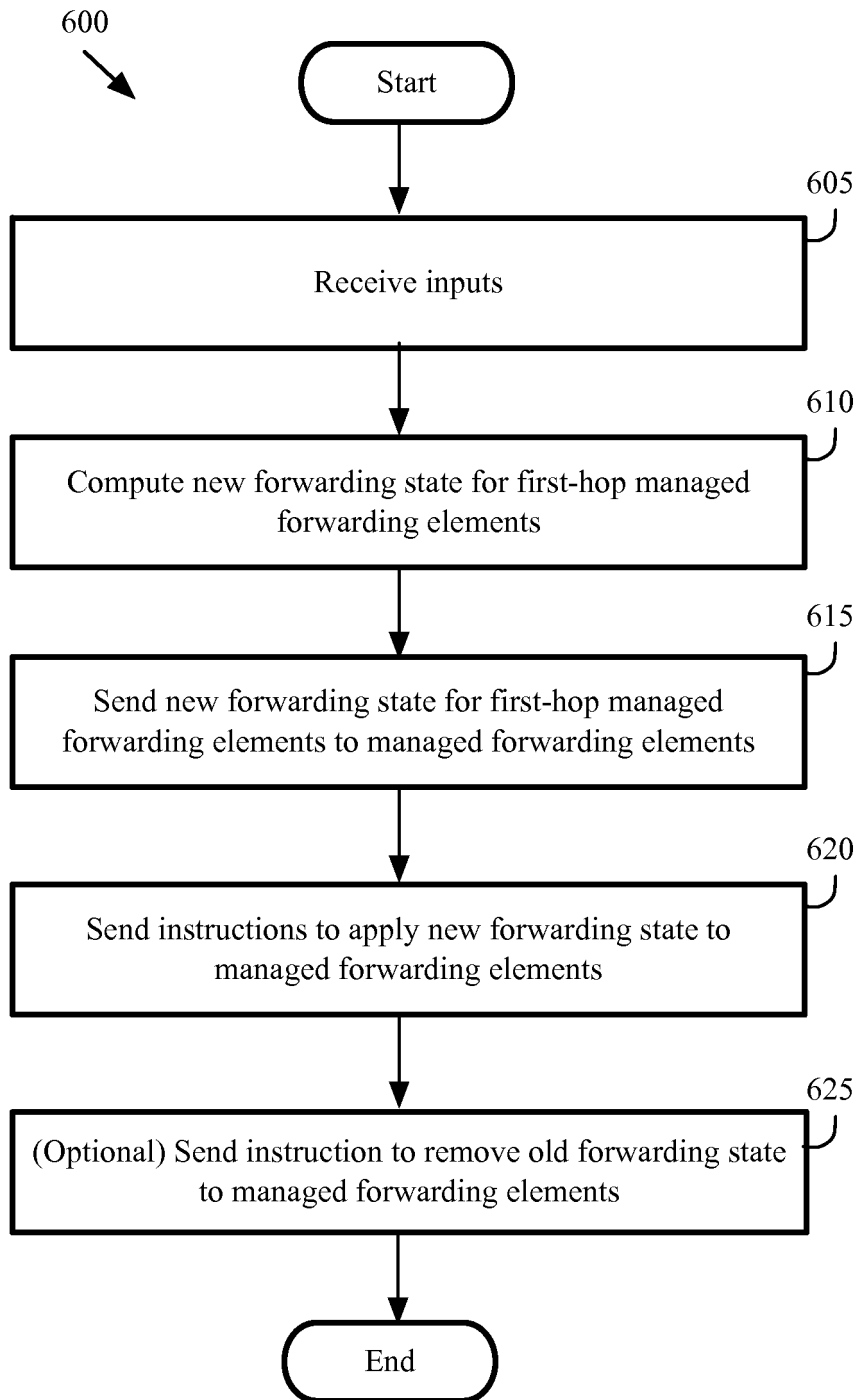 600
Start
605
Receive inputs
610
Compute new forwarding state for first-hop managed
forwarding elements
615
Send new forwarding state for first-hop managed
forwarding elements to managed forwarding elements
620
Send instructions to apply new forwarding state to
managed forwarding elements
625
(Optional) Send instruction to remove old forwarding state
to managed forwarding elements
End